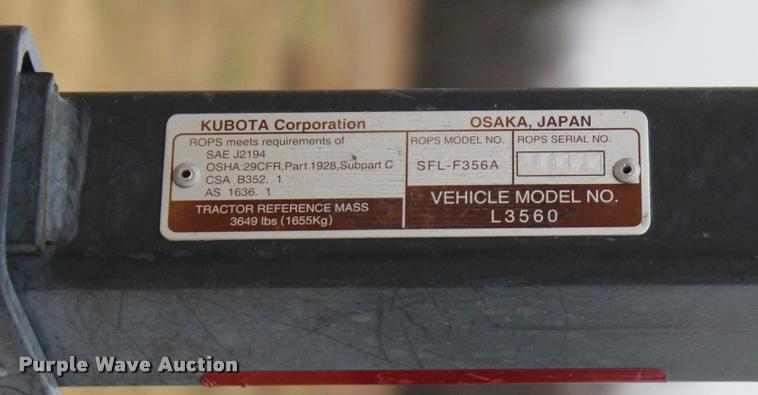 KUBOTA Corporation OSAKA, JAPAN
ROPS meets requirements of
SAE J2194
OSHA:29CFR,Part 1928,Subpart C
CSA B352. 1
AS 1636. 1
TRACTOR REFERENCE MASS
3649 lbs (1655Kg)
ROPS MODEL NO.
SFL-F356A
ROPS SERIAL NO.
VEHICLE MODEL NO.
L3560
Purple Wave Auction